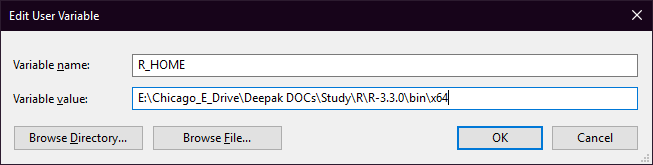 Edit User Variable
Variable name: R_HOME
Variable value: E:\Chicago_E_Drive\Deepak DOCs\Study\R\R-3.3.0\bin\x64
Browse Directory... Browse File... OK Cancel